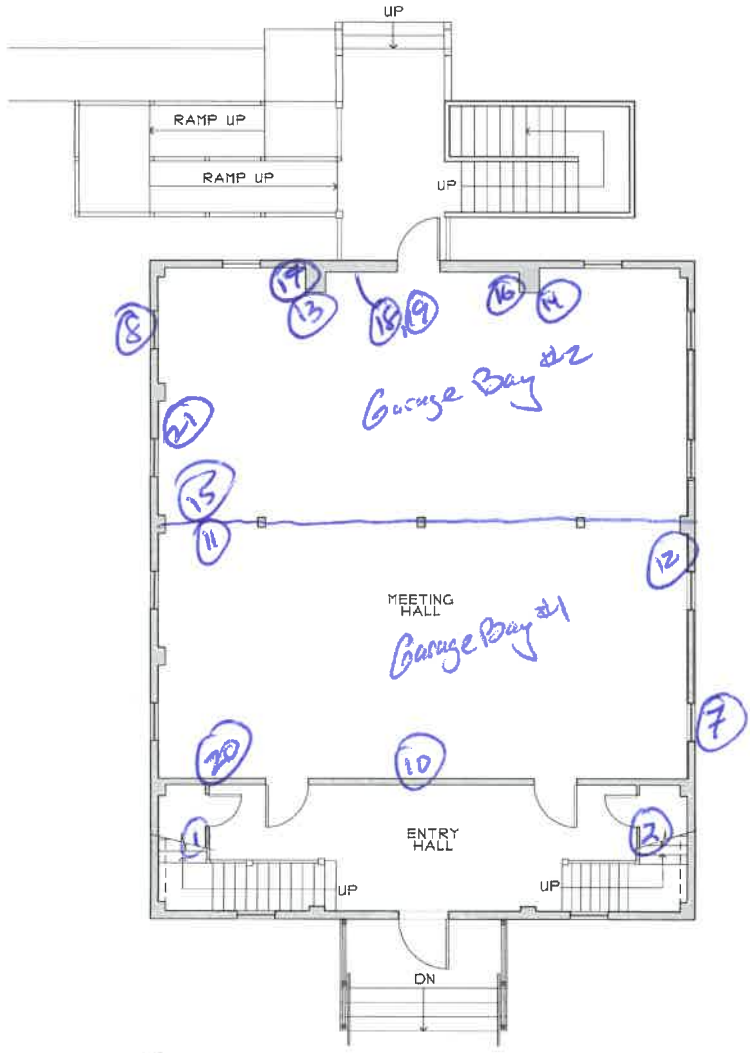 UP
RAMP UP
RAMP UP
UP
13
18, 19
16
14
8
Garage Bay #2
21
15
11
12
MEETING
HALL
Garage Bay #1
7
20
10
1
ENTRY
HALL
2
UP
UP
DN